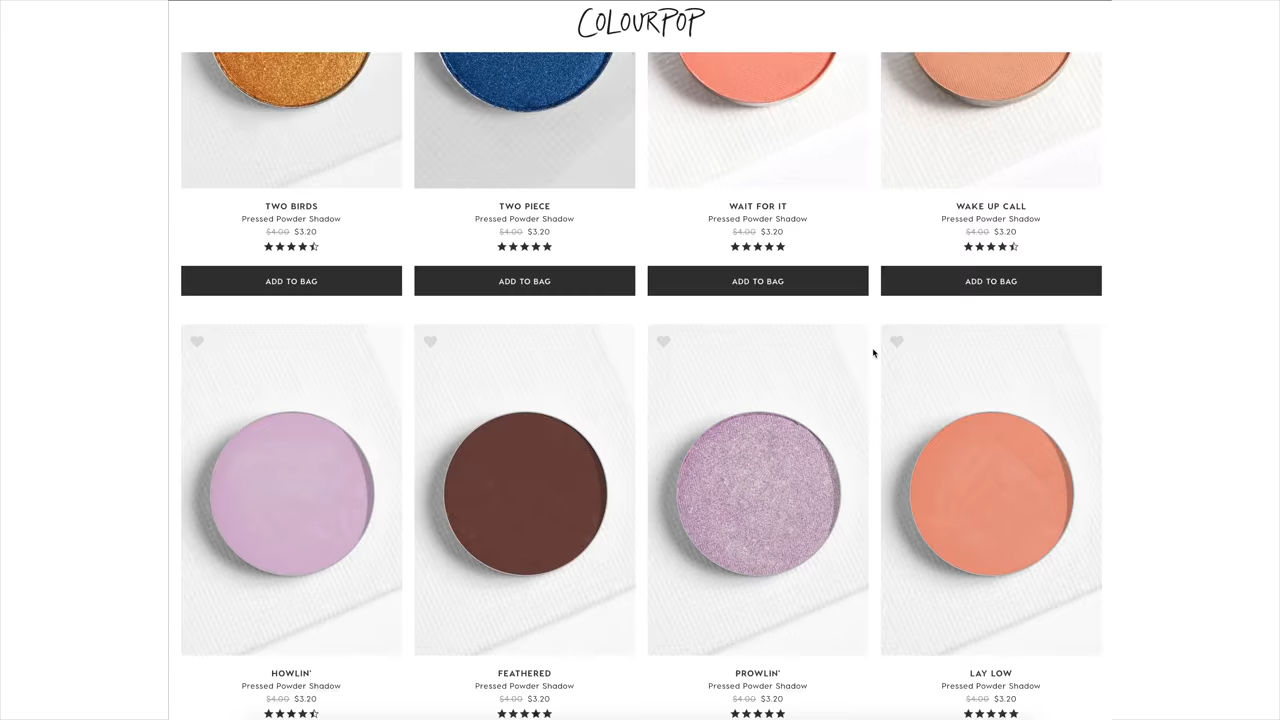 COLOURPOP
TWO BIRDS
Pressed Powder Shadow
$4.00 $3.20
TWO PIECE
Pressed Powder Shadow
$4.00 $3.20
WAIT FOR IT
Pressed Powder Shadow
$4.00 $3.20
WAKE UP CALL
Pressed Powder Shadow
$4.00 $3.20
ADD TO BAG
ADD TO BAG
ADD TO BAG
ADD TO BAG
HOWLIN'
Pressed Powder Shadow
$4.00 $3.20
FEATHERED
Pressed Powder Shadow
$4.00 $3.20
PROWLIN'
Pressed Powder Shadow
$4.00 $3.20
LAY LOW
Pressed Powder Shadow
$4.00 $3.20